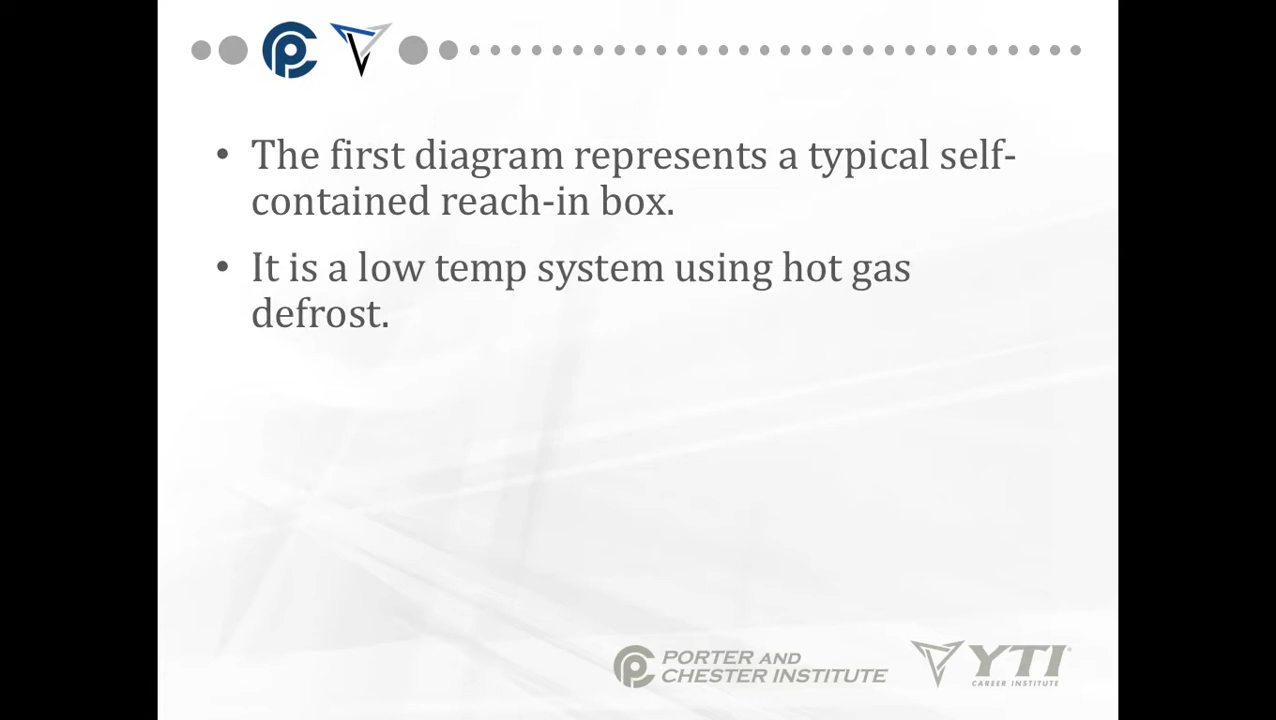 • The first diagram represents a typical self-
contained reach-in box.
• It is a low temp system using hot gas
defrost.
PORTER AND
CHESTER INSTITUTE
YTI
CAREER INSTITUTE